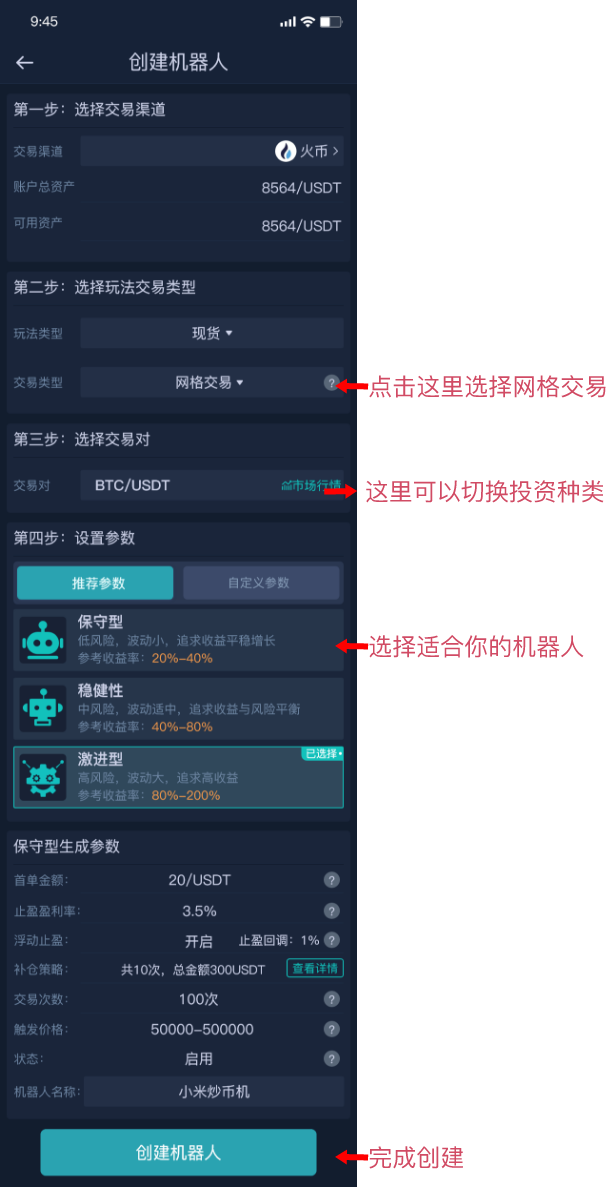 9:45
创建机器人
第一步：选择交易渠道
交易渠道 火币
账户总资产 8564/USDT
可用资产 8564/USDT
第二步：选择玩法交易类型
玩法类型 现货
交易类型 网格交易 ?
点击这里选择网格交易
第三步：选择交易对
交易对 BTC/USDT 市场行情
这里可以切换投资种类
第四步：设置参数
推荐参数 自定义参数
保守型
低风险，波动小，追求收益平稳增长
参考收益率：20%-40%
选择适合你的机器人
稳健性
中风险，波动适中，追求收益与风险平衡
参考收益率：40%-80%
激进型 已选择
高风险，波动大，追求高收益
参考收益率：80%-200%
保守型生成参数
首单金额： 20/USDT ?
止盈盈利率： 3.5% ?
浮动止盈： 开启 止盈回调：1% ?
补仓策略： 共10次，总金额300USDT 查看详情
交易次数： 100次 ?
触发价格： 50000-500000 ?
状态： 启用 ?
机器人名称： 小米炒币机
创建机器人
完成创建